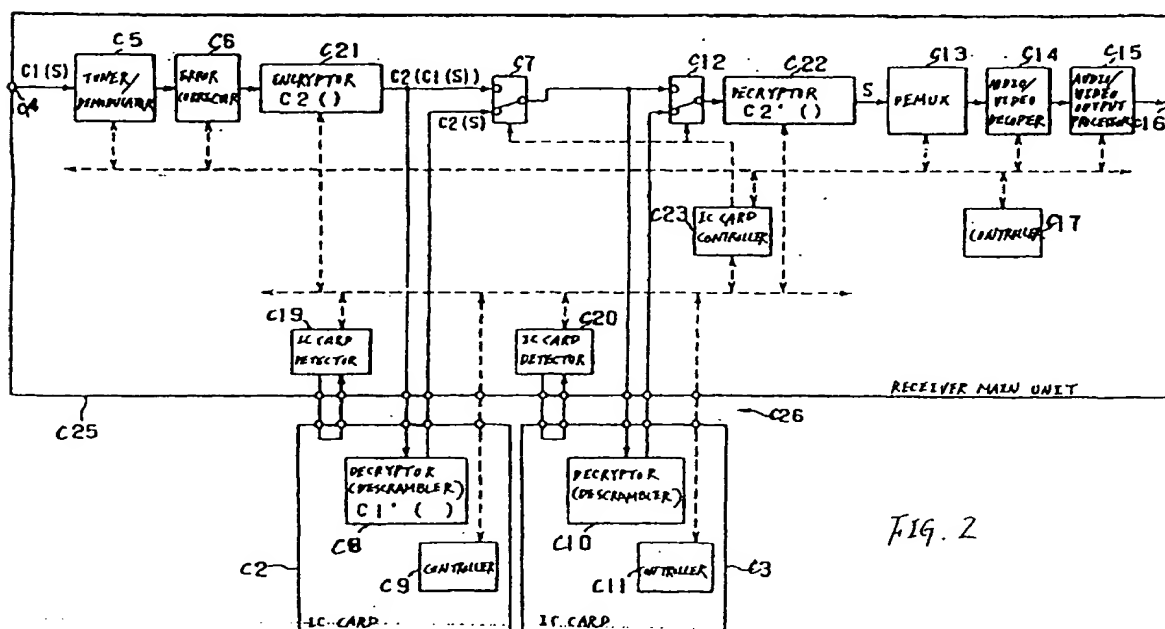 C5
C6
C21
C7
C12
C22
C13
C14
C15
C1(S)
C4
TUNER/
DEMODULATOR
ERROR
CORRECTOR
ENCRYPTOR
C2 ( )
C2(C1(S))
C2(S)
DECRYPTOR
C2' ( )
S
DEMUX
AUDIO/
VIDEO
DECODER
AUDIO/
VIDEO
OUTPUT
PROCESSOR
C16
C23
IC CARD
CONTROLLER
CONTROLLER
C17
C19
IC CARD
DETECTOR
C20
IC CARD
DETECTOR
RECEIVER MAIN UNIT
C25
C26
DECRYPTOR
(DESCRAMBLER)
C1' ( )
C8
DECRYPTOR
(DESCRAMBLER)
C10
C2
C9
CONTROLLER
IC CARD
C11
CONTROLLER
C3
IC CARD
FIG. 2